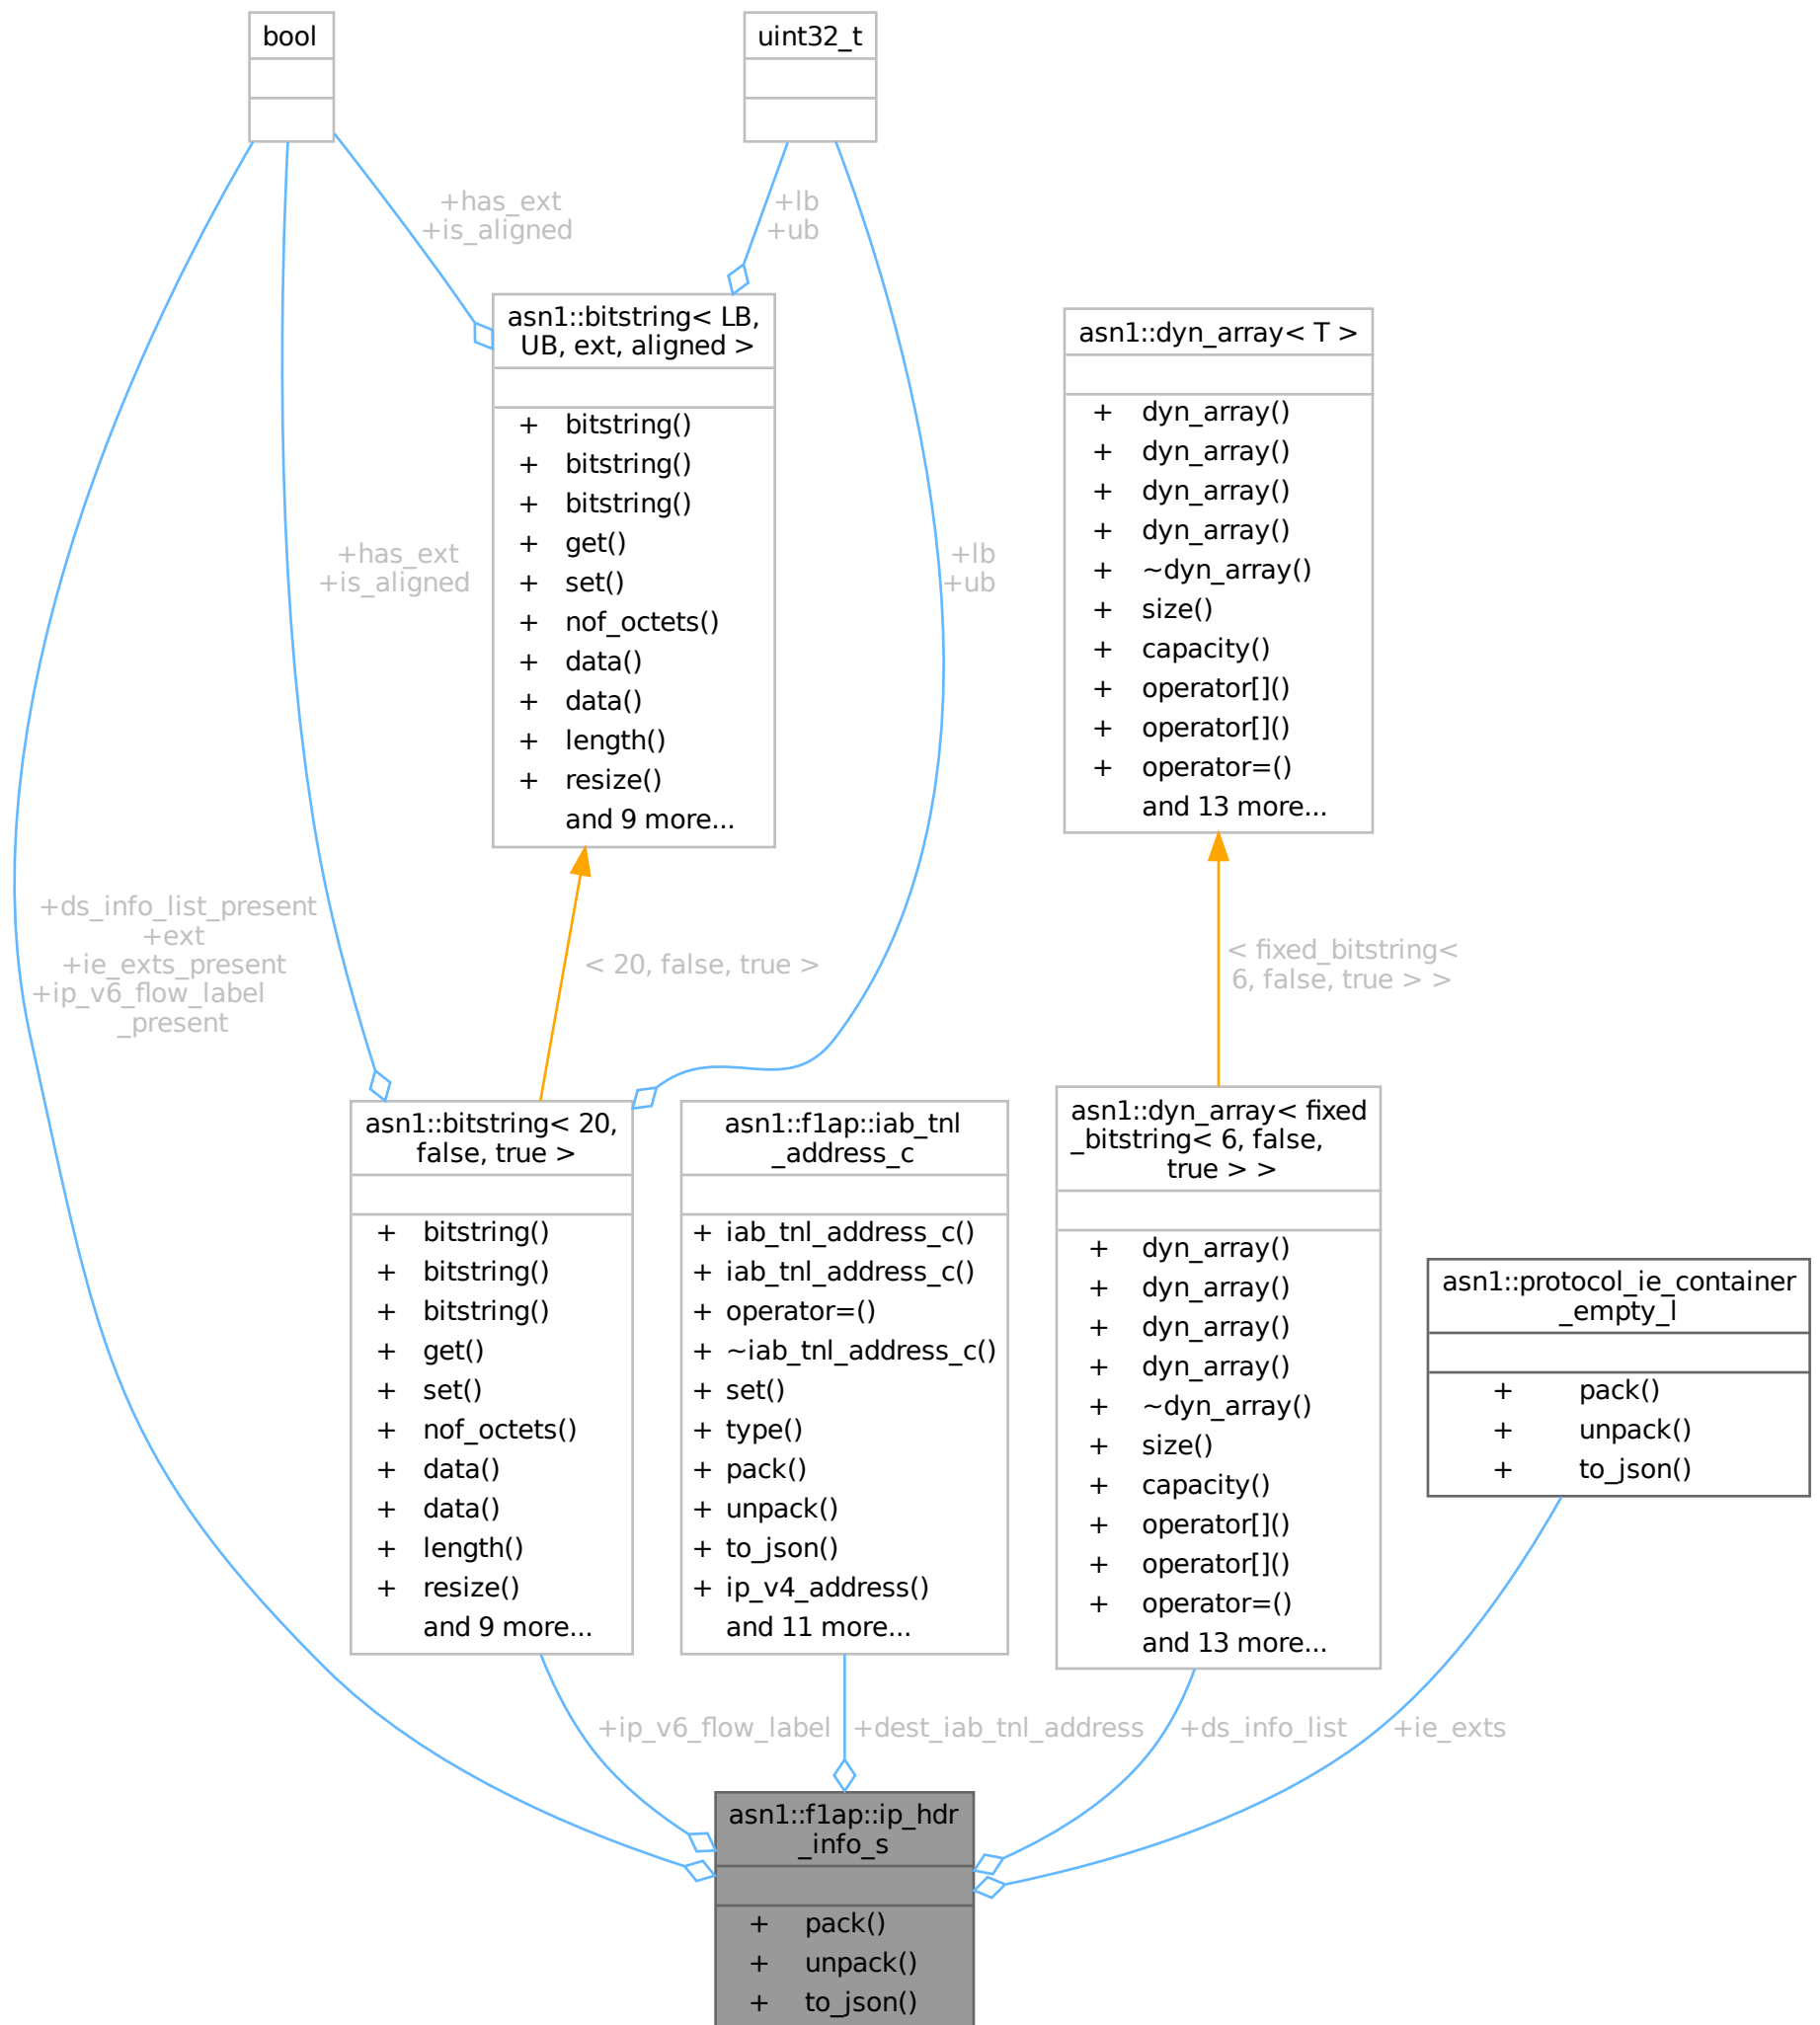 bool
uint32_t
+has_ext
+is_aligned
+lb
+ub
asn1::bitstring< LB,
UB, ext, aligned >
+ bitstring()
+ bitstring()
+ bitstring()
+ get()
+ set()
+ nof_octets()
+ data()
+ data()
+ length()
+ resize()
and 9 more...
asn1::dyn_array< T >
+ dyn_array()
+ dyn_array()
+ dyn_array()
+ dyn_array()
+ ~dyn_array()
+ size()
+ capacity()
+ operator[]()
+ operator[]()
+ operator=()
and 13 more...
+has_ext
+is_aligned
+lb
+ub
+ds_info_list_present
+ext
+ie_exts_present
+ip_v6_flow_label
_present
< 20, false, true >
< fixed_bitstring<
6, false, true > >
asn1::bitstring< 20,
false, true >
+ bitstring()
+ bitstring()
+ bitstring()
+ get()
+ set()
+ nof_octets()
+ data()
+ data()
+ length()
+ resize()
and 9 more...
asn1::f1ap::iab_tnl
_address_c
+ iab_tnl_address_c()
+ iab_tnl_address_c()
+ operator=()
+ ~iab_tnl_address_c()
+ set()
+ type()
+ pack()
+ unpack()
+ to_json()
+ ip_v4_address()
and 11 more...
asn1::dyn_array< fixed
_bitstring< 6, false,
true > >
+ dyn_array()
+ dyn_array()
+ dyn_array()
+ dyn_array()
+ ~dyn_array()
+ size()
+ capacity()
+ operator[]()
+ operator[]()
+ operator=()
and 13 more...
asn1::protocol_ie_container
_empty_l
+ pack()
+ unpack()
+ to_json()
+ip_v6_flow_label
+dest_iab_tnl_address
+ds_info_list
+ie_exts
asn1::f1ap::ip_hdr
_info_s
+ pack()
+ unpack()
+ to_json()